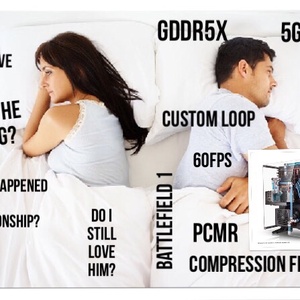 VE
HE
G?
APPENED
ONSHIP?
DO I
STILL
LOVE
HIM?
GDDR5X
5G
CUSTOM LOOP
60FPS
BATTLEFIELD 1
PCMR
COMPRESSION F